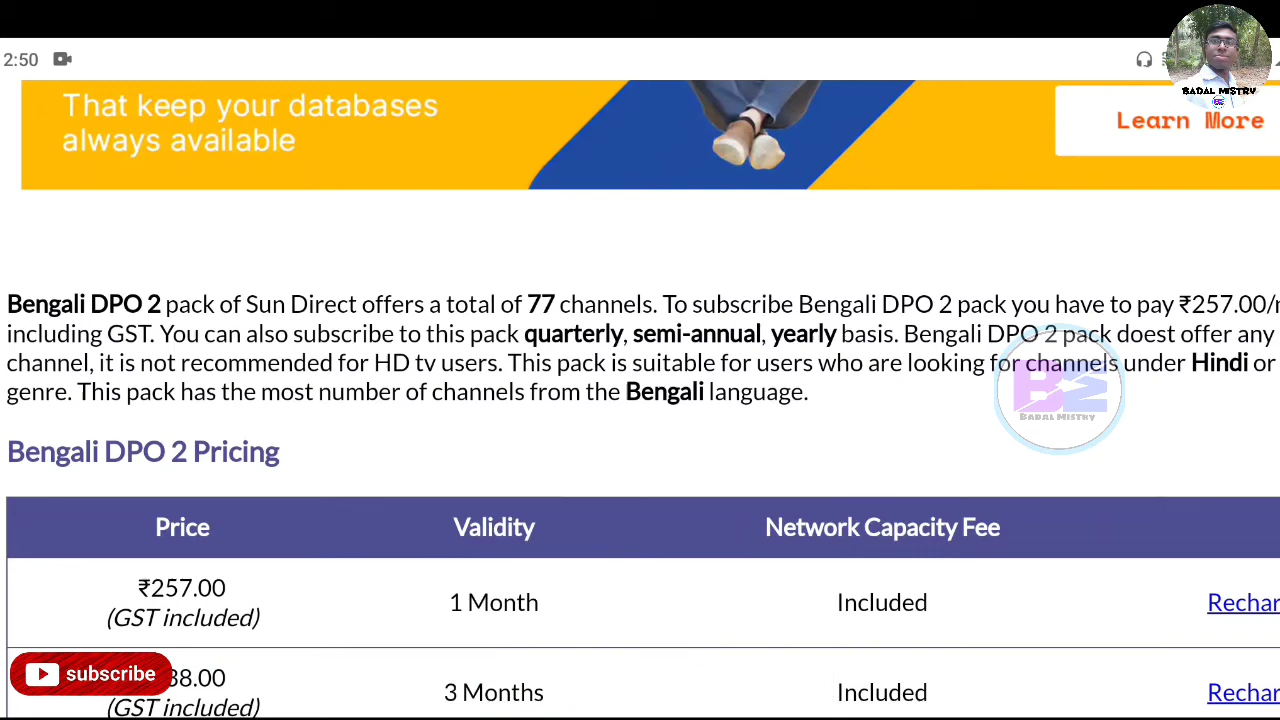 2:50
BADAL MISTRY
That keep your databases
always available
Learn More
Bengali DPO 2 pack of Sun Direct offers a total of 77 channels. To subscribe Bengali DPO 2 pack you have to pay ₹257.00/
including GST. You can also subscribe to this pack quarterly, semi-annual, yearly basis. Bengali DPO 2 pack doest offer any
channel, it is not recommended for HD tv users. This pack is suitable for users who are looking for channels under Hindi or
genre. This pack has the most number of channels from the Bengali language.
BADAL MISTRY
Bengali DPO 2 Pricing
Price Validity Network Capacity Fee
₹257.00
(GST included)
1 Month Included Rechar
38.00
(GST included)
3 Months Included Rechar
subscribe